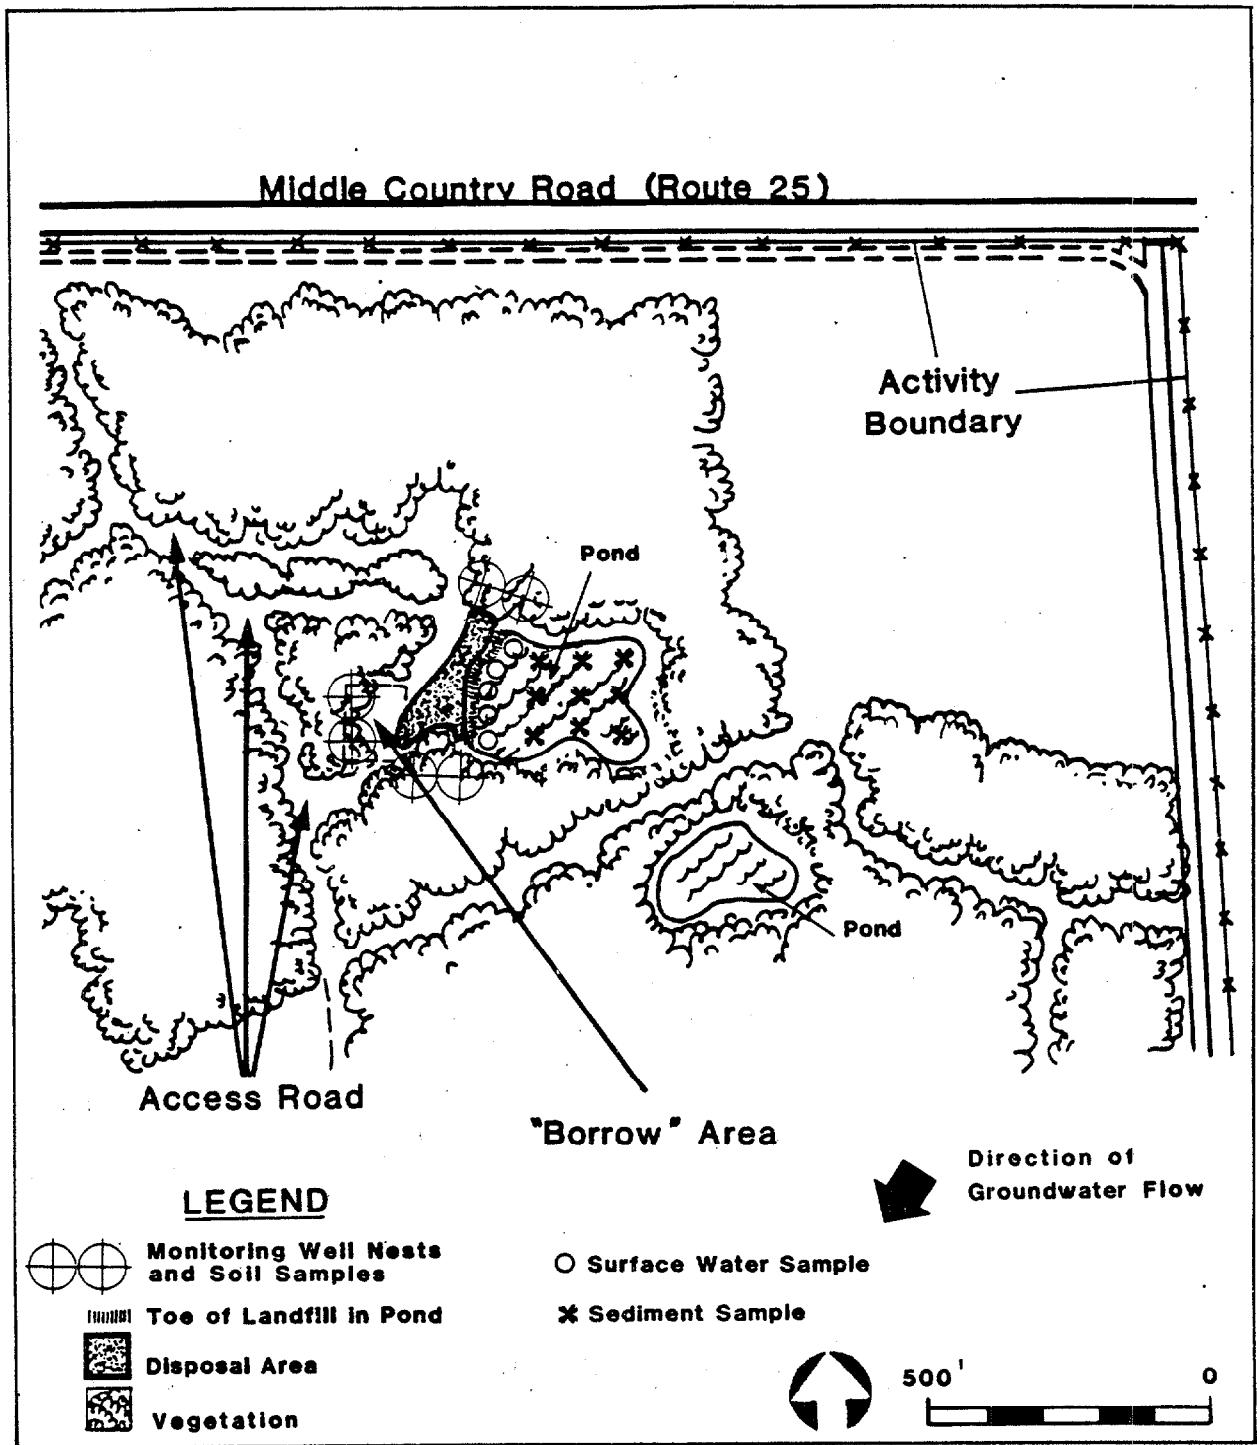 Middle Country Road (Route 25)
Activity
Boundary
Pond
Pond
Access Road
"Borrow" Area
Direction of
Groundwater Flow
LEGEND
Monitoring Well Nests
and Soil Samples
Toe of Landfill in Pond
Disposal Area
Vegetation
Surface Water Sample
Sediment Sample
500' 0